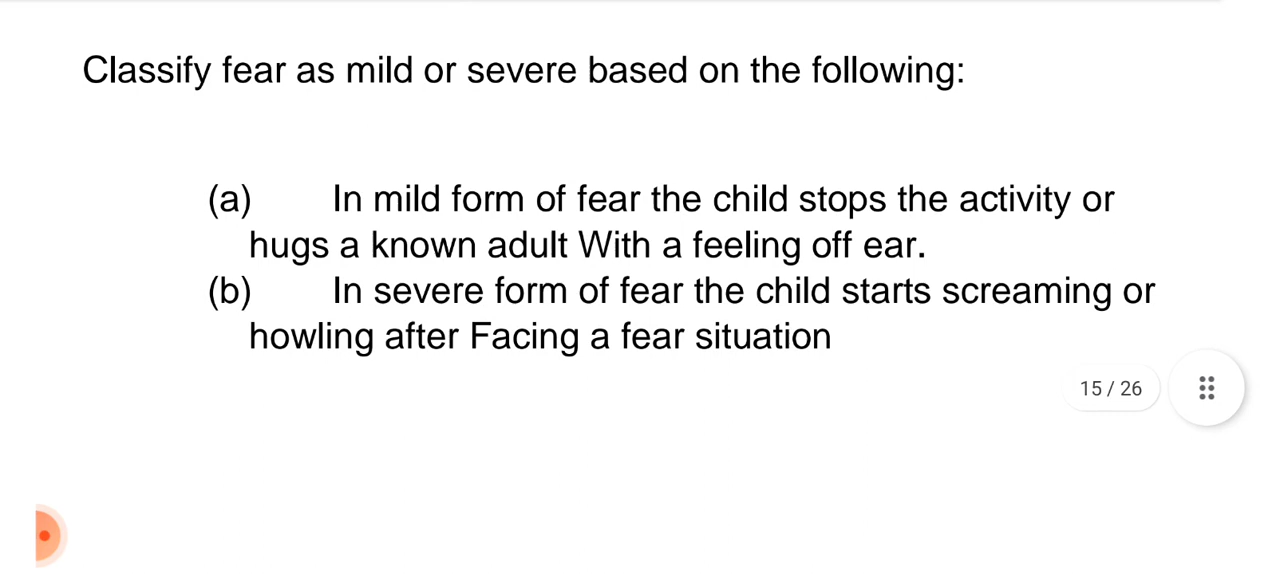 Classify fear as mild or severe based on the following:
(a) In mild form of fear the child stops the activity or
hugs a known adult With a feeling off ear.
(b) In severe form of fear the child starts screaming or
howling after Facing a fear situation
15 / 26